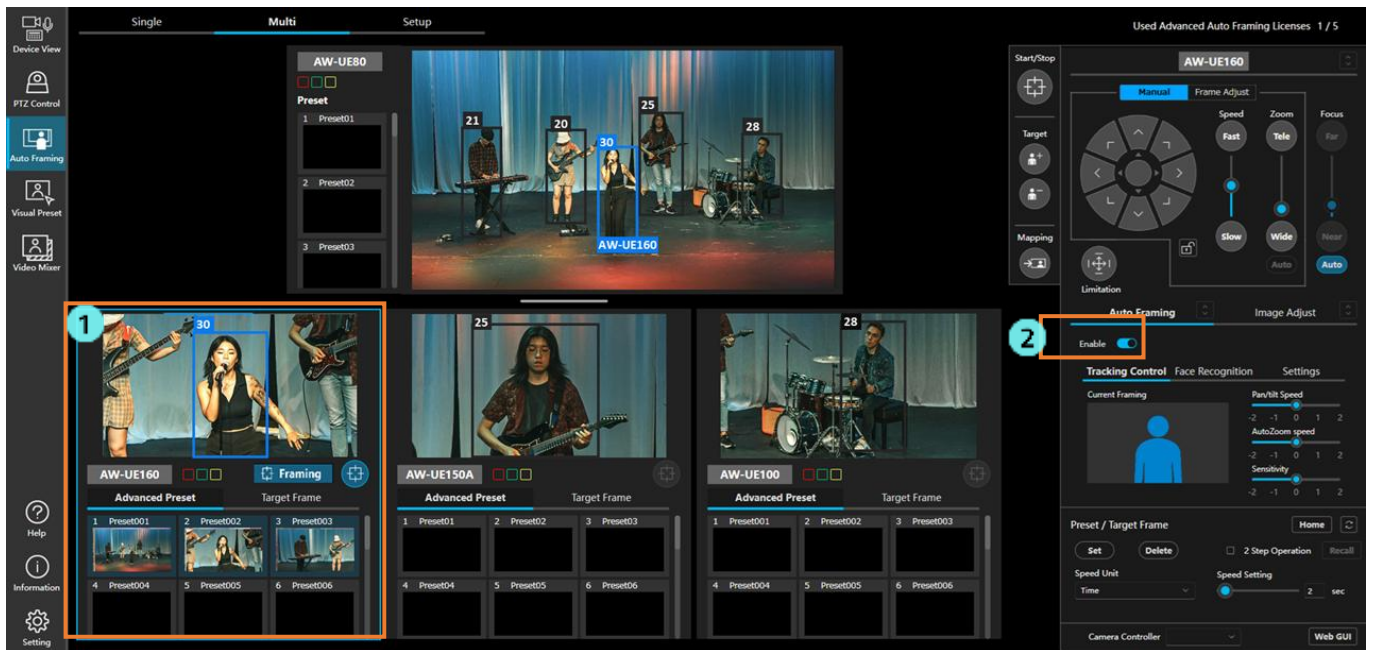 Device View
PTZ Control
Auto Framing
Visual Preset
Video Mixer
Help
Information
Setting
Single Multi Setup
Used Advanced Auto Framing Licenses 1 / 5
AW-UE80
Preset
1 Preset01
2 Preset02
3 Preset03
21
20
30
25
28
AW-UE160
Start/Stop
Target
Mapping
1
30
AW-UE160
Framing
Advanced Preset Target Frame
1 Preset001 2 Preset002 3 Preset003
4 Preset004 5 Preset005 6 Preset006
25
AW-UE150A
Advanced Preset Target Frame
1 Preset01 2 Preset02 3 Preset03
4 Preset04 5 Preset05 6 Preset06
28
AW-UE100
Advanced Preset Target Frame
1 Preset001 2 Preset002 3 Preset003
4 Preset004 5 Preset005 6 Preset006
AW-UE160
Manual Frame Adjust
Speed Zoom Focus
Fast Tele Far
Slow Wide Near
Auto Auto
Limitation
Auto Framing Image Adjust
2
Enable
Tracking Control Face Recognition Settings
Current Framing
Pan/tilt Speed
-2 -1 0 1 2
AutoZoom speed
-2 -1 0 1 2
Sensitivity
-2 -1 0 1 2
Preset / Target Frame Home
Set Delete 2 Step Operation Recall
Speed Unit Speed Setting
Time 2 sec
Camera Controller Web GUI